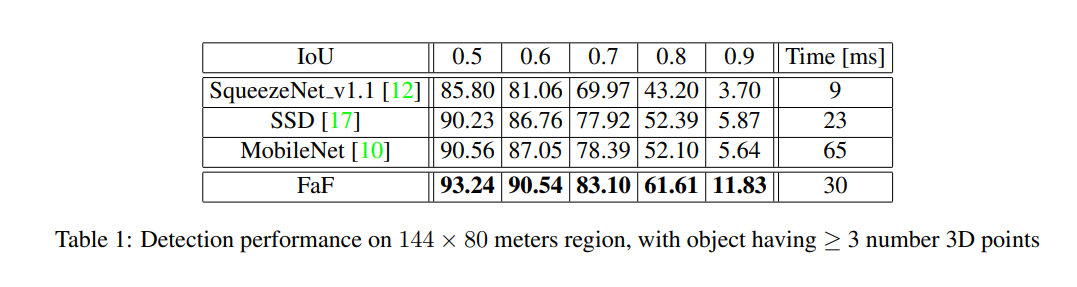 IoU 0.5 0.6 0.7 0.8 0.9 Time [ms]
SqueezeNet_v1.1 [12] 85.80 81.06 69.97 43.20 3.70 9
SSD [17] 90.23 86.76 77.92 52.39 5.87 23
MobileNet [10] 90.56 87.05 78.39 52.10 5.64 65
FaF 93.24 90.54 83.10 61.61 11.83 30
Table 1: Detection performance on 144 × 80 meters region, with object having ≥ 3 number 3D points